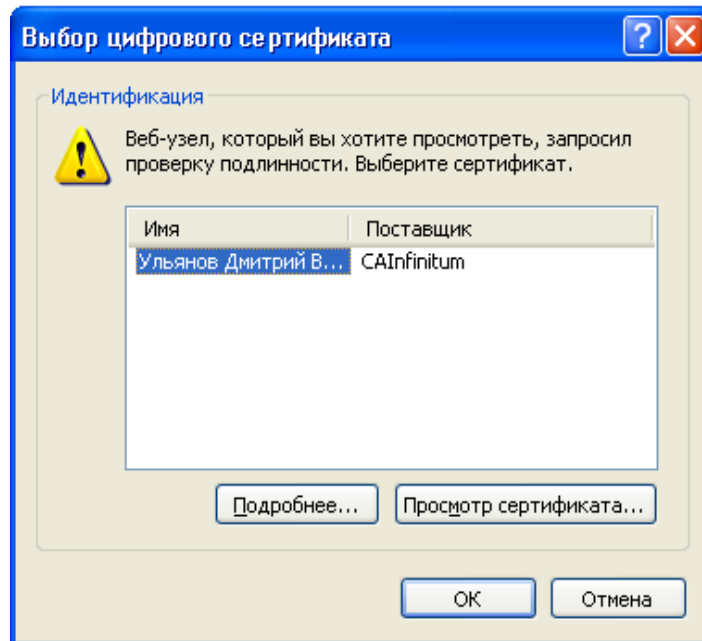 Выбор цифрового сертификата
Идентификация
Веб-узел, который вы хотите просмотреть, запросил
проверку подлинности. Выберите сертификат.
Имя Поставщик
Ульянов Дмитрий В... CAInfinitum
Подробнее... Просмотр сертификата...
ОК Отмена